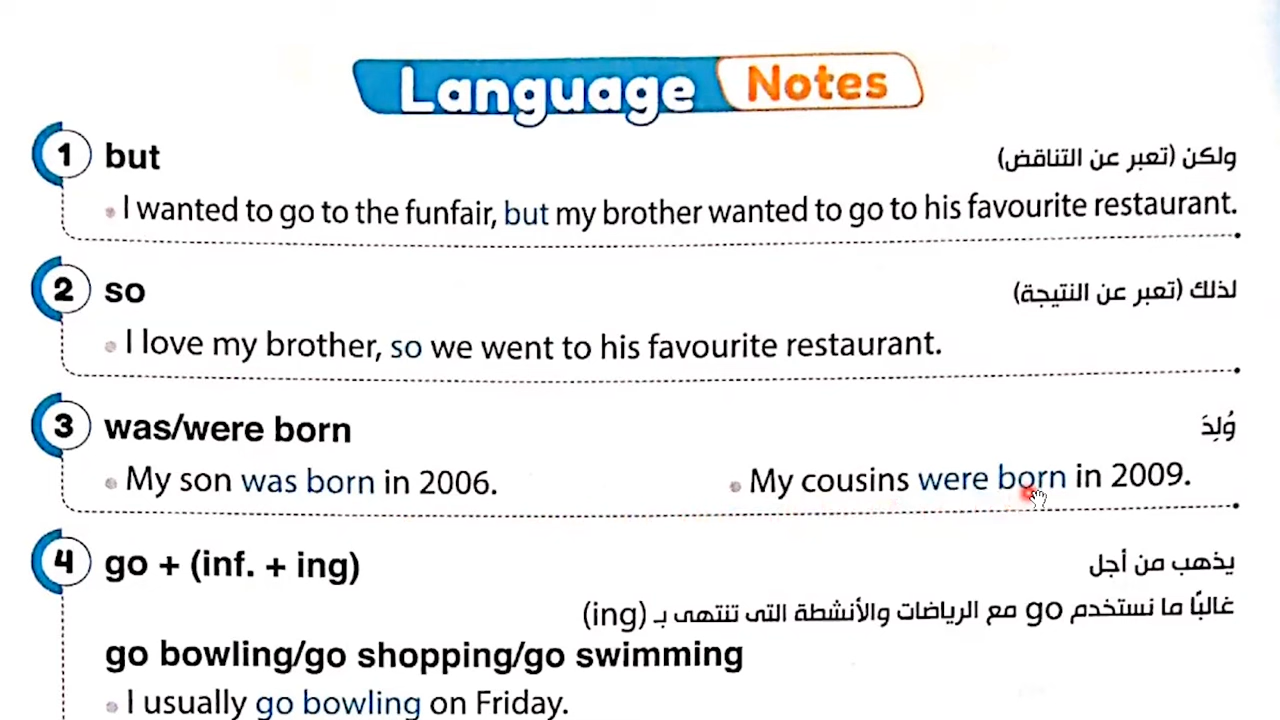 Language Notes
1 but ولكن (تعبر عن التناقض)
• I wanted to go to the funfair, but my brother wanted to go to his favourite restaurant.
2 so لذلك (تعبر عن النتيجة)
• I love my brother, so we went to his favourite restaurant.
3 was/were born وُلِدَ
• My son was born in 2006. • My cousins were born in 2009.
4 go + (inf. + ing) يذهب من أجل
غالبًا ما نستخدم go مع الرياضات والأنشطة التى تنتهى بـ (ing)
go bowling/go shopping/go swimming
• I usually go bowling on Friday.